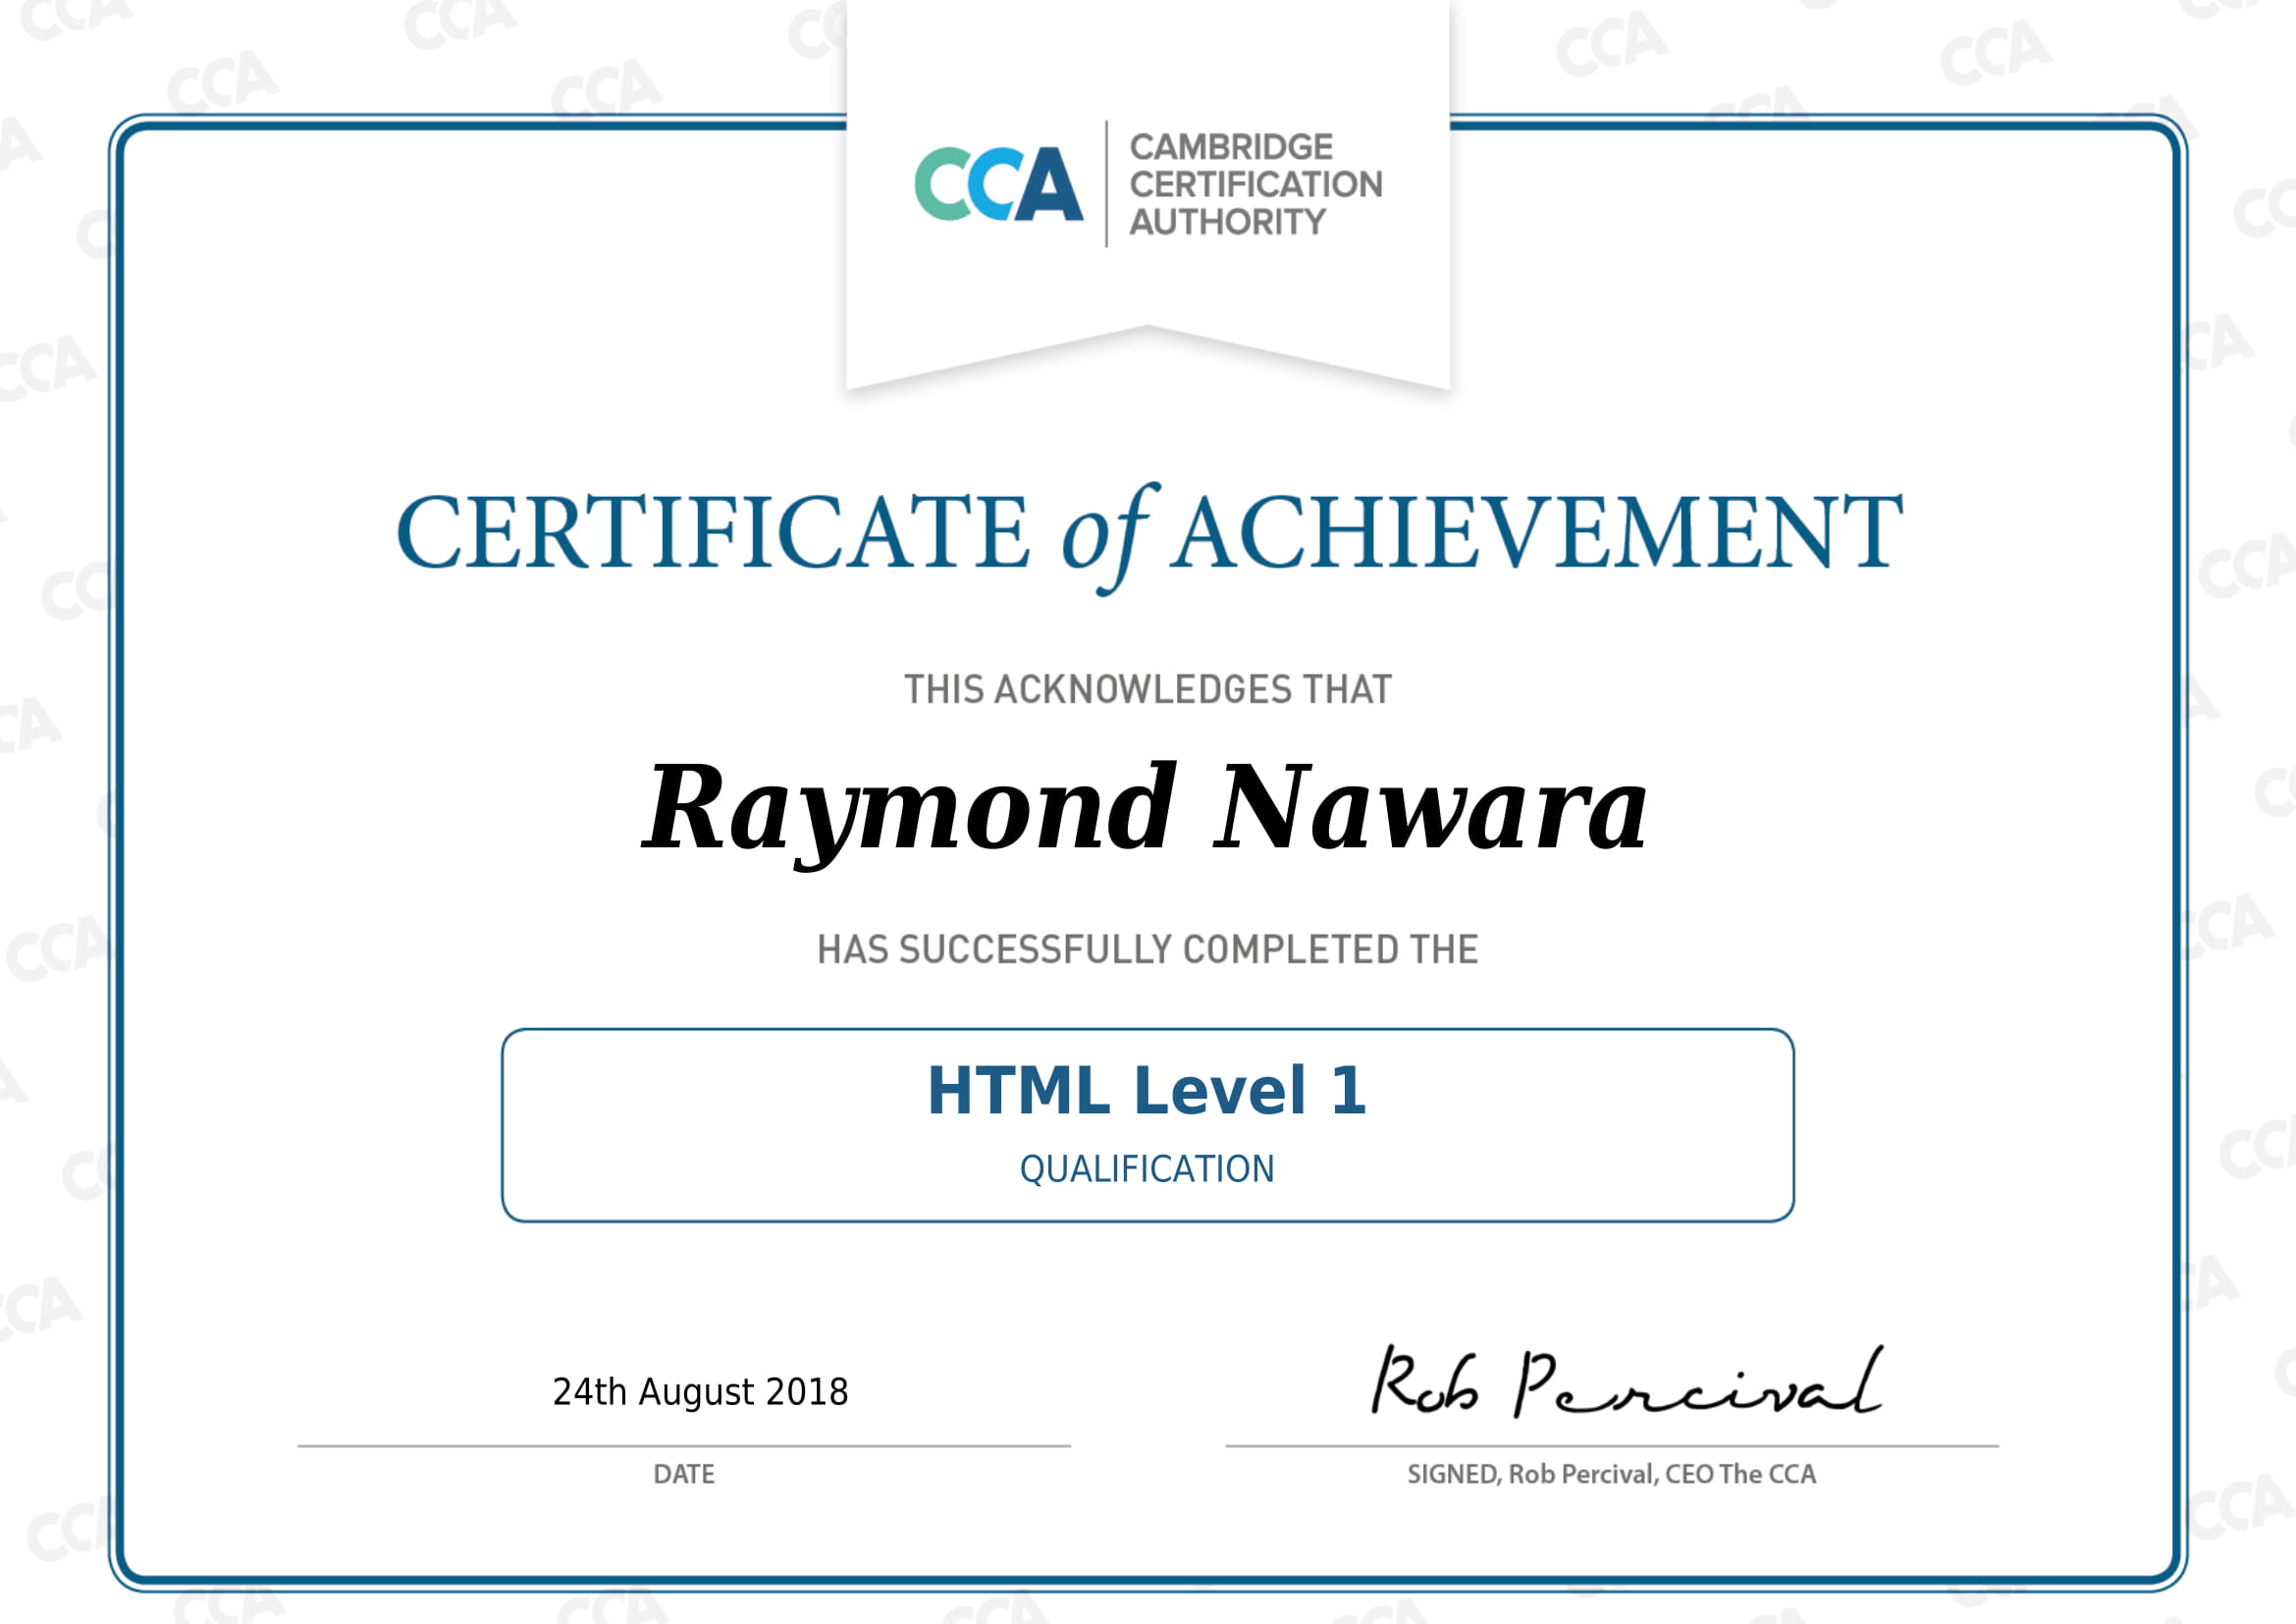 CCA
CAMBRIDGE
CERTIFICATION
AUTHORITY
CERTIFICATE of ACHIEVEMENT
THIS ACKNOWLEDGES THAT
Raymond Nawara
HAS SUCCESSFULLY COMPLETED THE
HTML Level 1
QUALIFICATION
24th August 2018
Rob Percival
DATE
SIGNED, Rob Percival, CEO The CCA